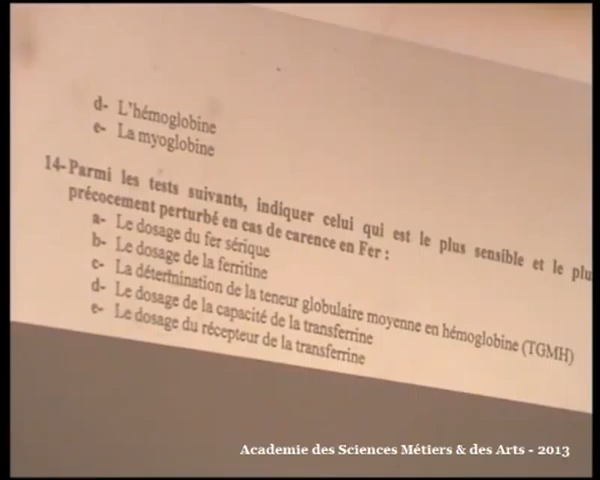 d- L'hémoglobine
e- La myoglobine
14- Parmi les tests suivants, indiquer celui qui est le plus sensible et le plu
précocement perturbé en cas de carence en Fer :
a- Le dosage du fer sérique
b- Le dosage de la ferritine
c- La détermination de la teneur globulaire moyenne en hémoglobine (TGMH)
d- Le dosage de la capacité de la transferrine
e- Le dosage du récepteur de la transferrine
Academie des Sciences Métiers & des Arts - 2013